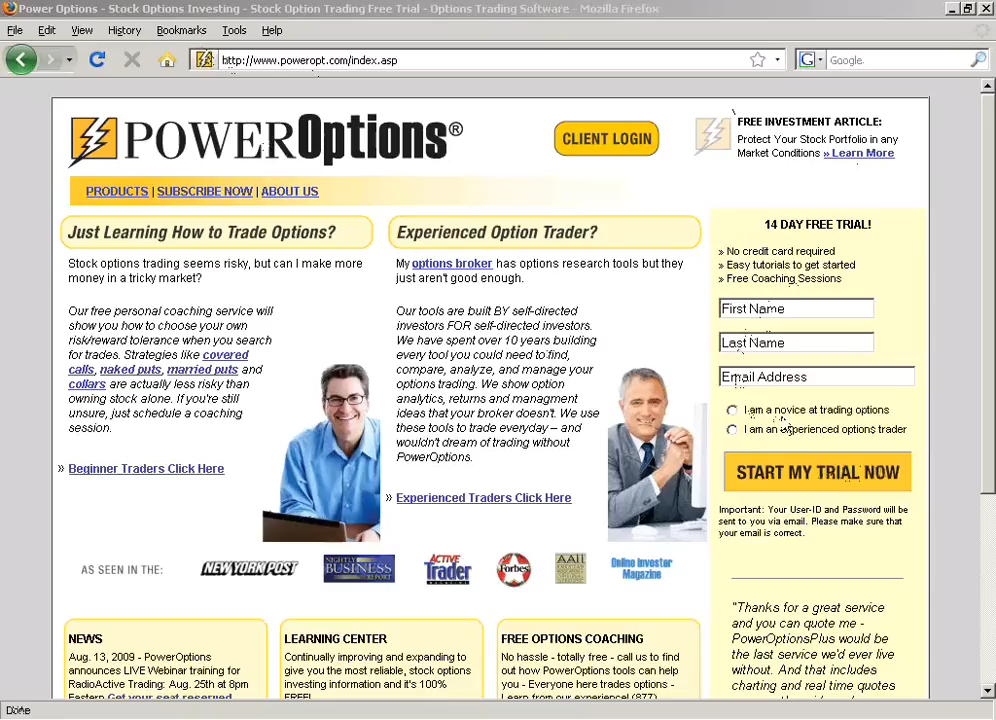 Power Options - Stock Options Investing - Stock Option Trading Free Trial - Options Trading Software - Mozilla Firefox
File Edit View History Bookmarks Tools Help
http://www.poweropt.com/index.asp
G Google.
POWEROptions®
CLIENT LOGIN
FREE INVESTMENT ARTICLE:
Protect Your Stock Portfolio in any
Market Conditions » Learn More
PRODUCTS | SUBSCRIBE NOW | ABOUT US
Just Learning How to Trade Options?
Stock options trading seems risky, but can I make more
money in a tricky market?
Our free personal coaching service will
show you how to choose your own
risk/reward tolerance when you search
for trades. Strategies like covered
calls, naked puts, married puts and
collars are actually less risky than
owning stock alone. If you're still
unsure, just schedule a coaching
session.
» Beginner Traders Click Here
Experienced Option Trader?
My options broker has options research tools but they
just aren't good enough.
Our tools are built BY self-directed
investors FOR self-directed investors.
We have spent over 10 years building
every tool you could need to find,
compare, analyze, and manage your
options trading. We show option
analytics, returns and managment
ideas that your broker doesn't. We use
these tools to trade everyday – and
wouldn't dream of trading without
PowerOptions.
» Experienced Traders Click Here
14 DAY FREE TRIAL!
» No credit card required
» Easy tutorials to get started
» Free Coaching Sessions
First Name
Last Name
Email Address
I am a novice at trading options
I am an experienced options trader
START MY TRIAL NOW
Important: Your User-ID and Password will be
sent to you via email. Please make sure that
your email is correct.
"Thanks for a great service
and you can quote me -
PowerOptionsPlus would be
the last service we'd ever live
without. And that includes
charting and real time quotes
AS SEEN IN THE:
NEW YORK POST
NIGHTLY
BUSINESS
REPORT
ACTIVE
Trader
MAGAZINE
Forbes
AAII
Online Investor
Magazine
NEWS
Aug. 13, 2009 - PowerOptions
announces LIVE Webinar training for
RadioActive Trading: Aug. 25th at 8pm
Eastern Get your seat reserved
LEARNING CENTER
Continually improving and expanding to
give you the most reliable, stock options
investing information and it's 100%
FREE!
FREE OPTIONS COACHING
No hassle - totally free - call us to find
out how PowerOptions tools can help
you - Everyone here trades options -
Learn from our experience! (877)
Done